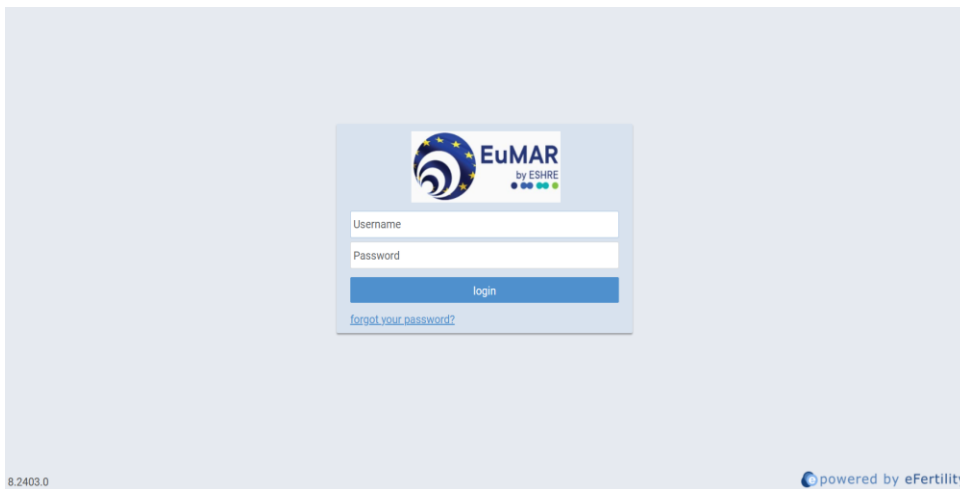 EuMAR
by ESHRE
Username
Password
login
forgot your password?
8.2403.0
powered by eFertility